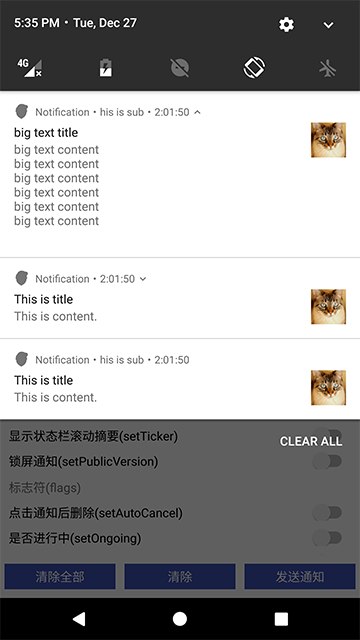 5:35 PM • Tue, Dec 27
4G
Notification • his is sub • 2:01:50
big text title
big text content
big text content
big text content
big text content
big text content
big text content
Notification • 2:01:50
This is title
This is content.
Notification • his is sub • 2:01:50
This is title
This is content.
显示状态栏滚动摘要(setTicker)
CLEAR ALL
锁屏通知(setPublicVersion)
标志符(flags)
点击通知后删除(setAutoCancel)
是否进行中(setOngoing)
清除全部
清除
发送通知